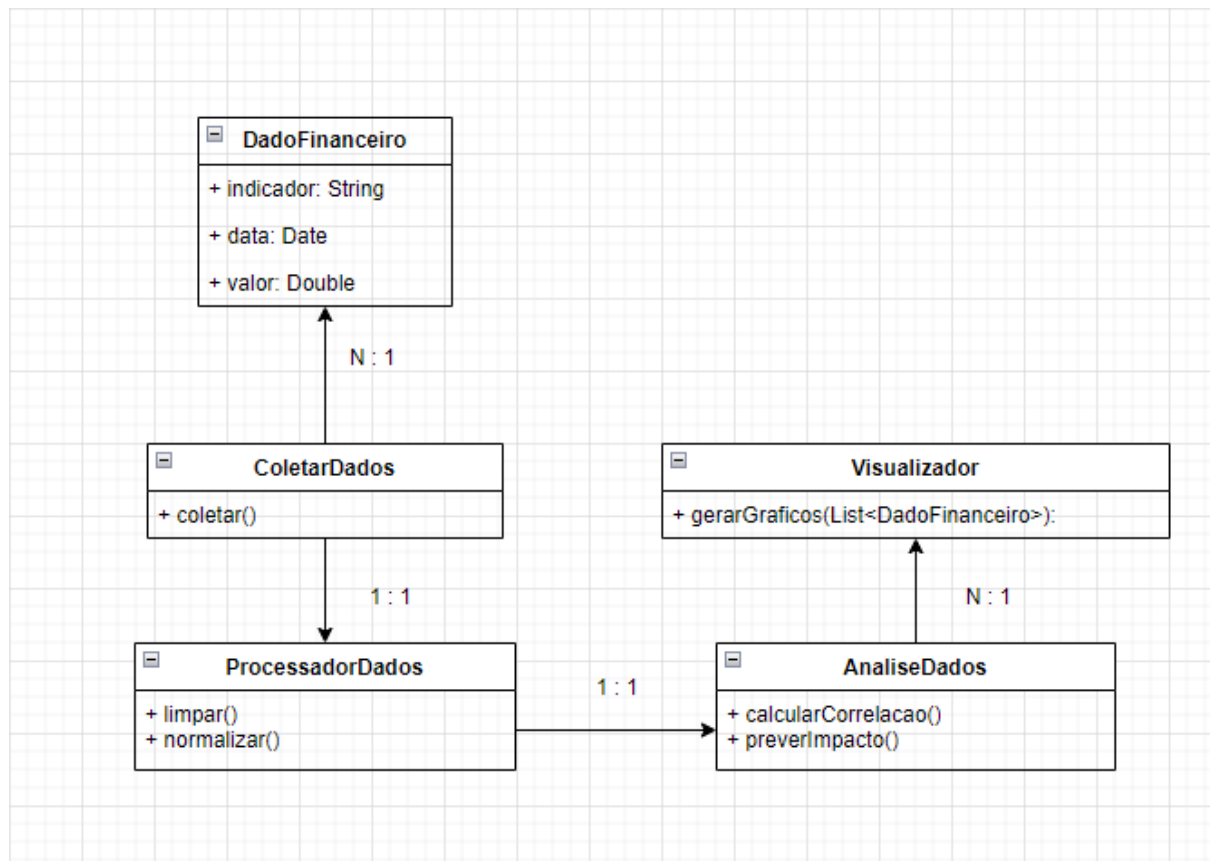 DadoFinanceiro
+ indicador: String
+ data: Date
+ valor: Double
N : 1
ColetarDados
+ coletar()
Visualizador
+ gerarGraficos(List<DadoFinanceiro>):
1 : 1
N : 1
ProcessadorDados
+ limpar()
+ normalizar()
1 : 1
AnaliseDados
+ calcularCorrelacao()
+ preverImpacto()